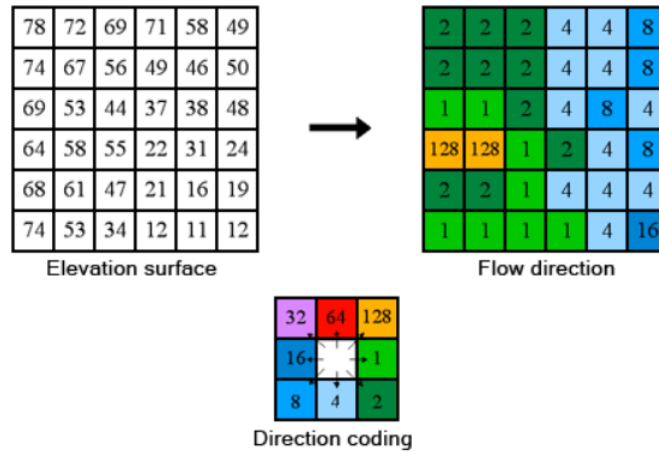 78 72 69 71 58 49
74 67 56 49 46 50
69 53 44 37 38 48
64 58 55 22 31 24
68 61 47 21 16 19
74 53 34 12 11 12
Elevation surface
2 2 2 4 4 8
2 2 2 4 4 8
1 1 2 4 8 4
128 128 1 2 4 8
2 2 1 4 4 4
1 1 1 1 4 16
Flow direction
32 64 128
16 1
8 4 2
Direction coding